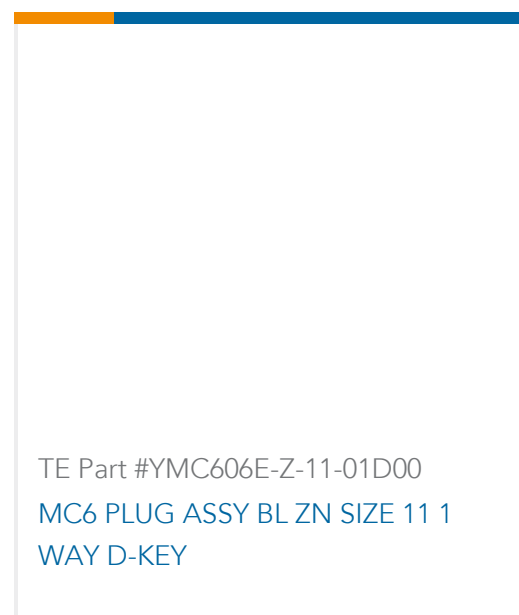 TE Part #YMC606E-Z-11-01D00
MC6 PLUG ASSY BL ZN SIZE 11 1
WAY D-KEY